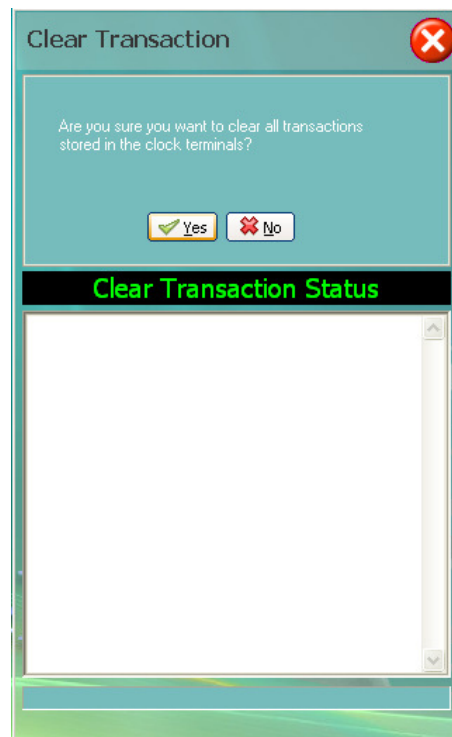 Clear Transaction
Are you sure you want to clear all transactions
stored in the clock terminals?
Yes No
Clear Transaction Status